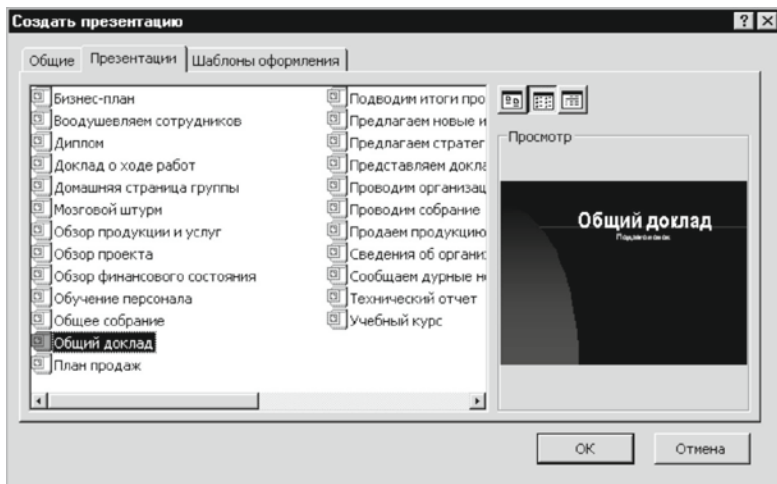 Создать презентацию
Общие Презентации Шаблоны оформления
Бизнес-план
Воодушевляем сотрудников
Диплом
Доклад о ходе работ
Домашняя страница группы
Мозговой штурм
Обзор продукции и услуг
Обзор проекта
Обзор финансового состояния
Обучение персонала
Общее собрание
Общий доклад
План продаж
Подводим итоги про
Предлагаем новые и
Предлагаем стратег
Представляем докла
Проводим организац
Проводим собрание
Продаем продукцию
Сведения об органи
Сообщаем дурные н
Технический отчет
Учебный курс
Просмотр
Общий доклад
Подзаголовок
OK Отмена